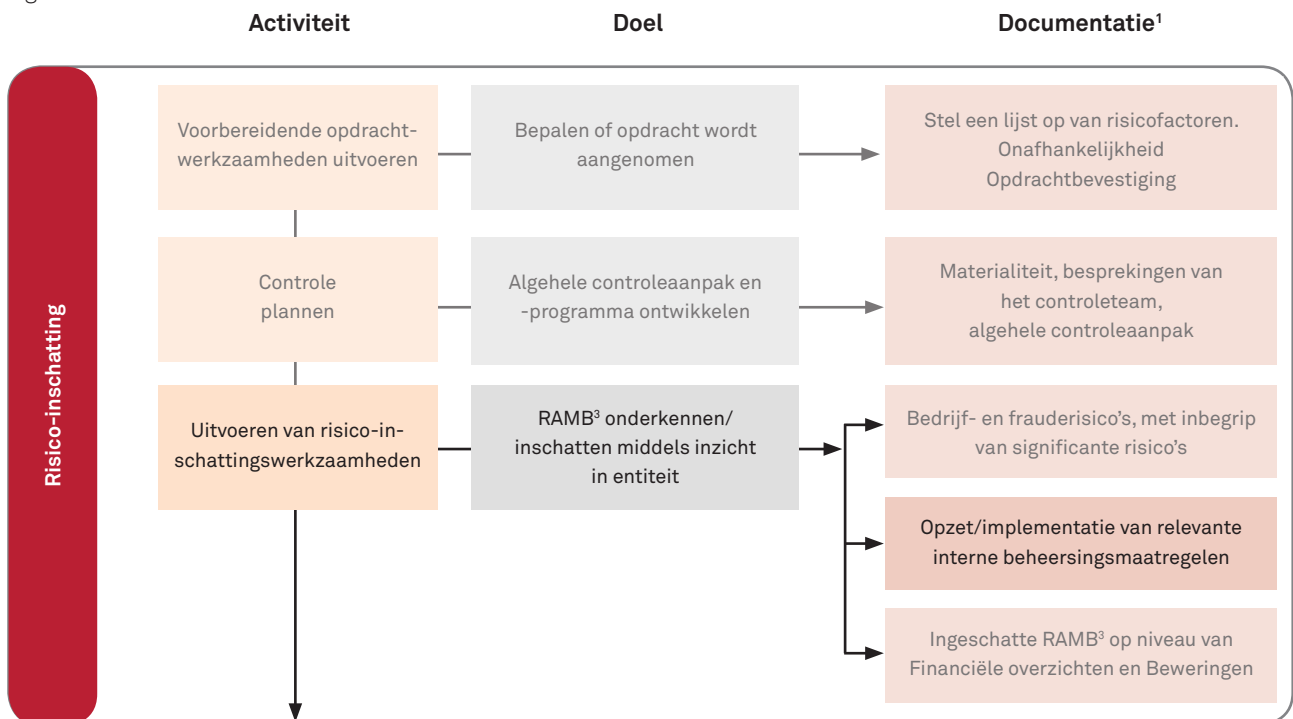 Activiteit
Doel
Documentatie¹
Risico-inschatting
Voorbereidende opdracht-
werkzaamheden uitvoeren
Bepalen of opdracht wordt
aangenomen
Stel een lijst op van risicofactoren.
Onafhankelijkheid
Opdrachtbevestiging
Controle
plannen
Algehele controleaanpak en
-programma ontwikkelen
Materialiteit, besprekingen van
het controleteam,
algehele controleaanpak
Uitvoeren van risico-in-
schattingswerkzaamheden
RAMB³ onderkennen/
inschatten middels inzicht
in entiteit
Bedrijf- en frauderisico's, met inbegrip
van significante risico's
Opzet/implementatie van relevante
interne beheersingsmaatregelen
Ingeschatte RAMB³ op niveau van
Financiële overzichten en Beweringen